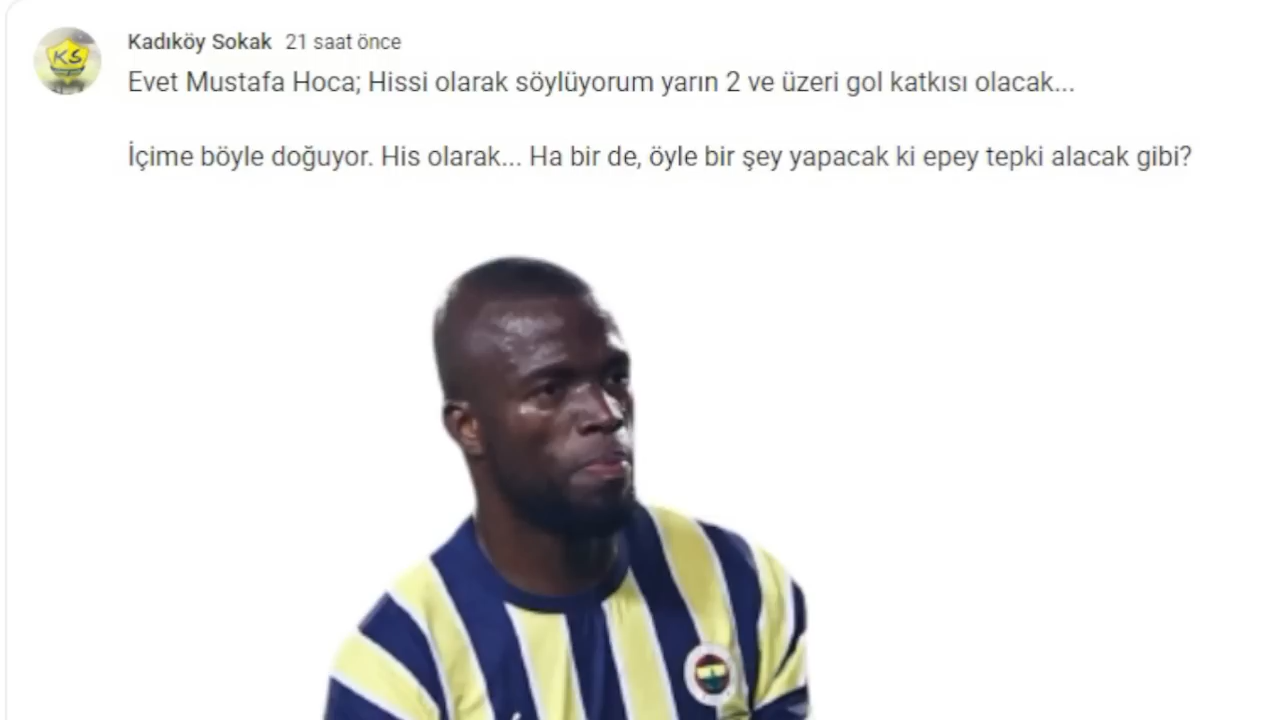 KS
Kadıköy Sokak 21 saat önce
Evet Mustafa Hoca; Hissi olarak söylüyorum yarın 2 ve üzeri gol katkısı olacak...
İçime böyle doğuyor. His olarak... Ha bir de, öyle bir şey yapacak ki epey tepki alacak gibi?